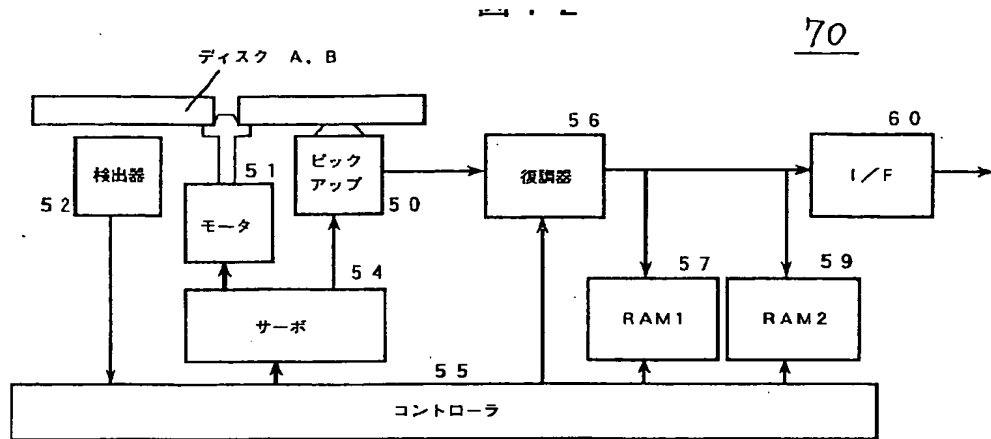 70
ディスク A, B
検出器
52
モータ
51
ピック
アップ
50
復調器
56
I/F
60
サーボ
54
RAM1
57
RAM2
59
コントローラ
55